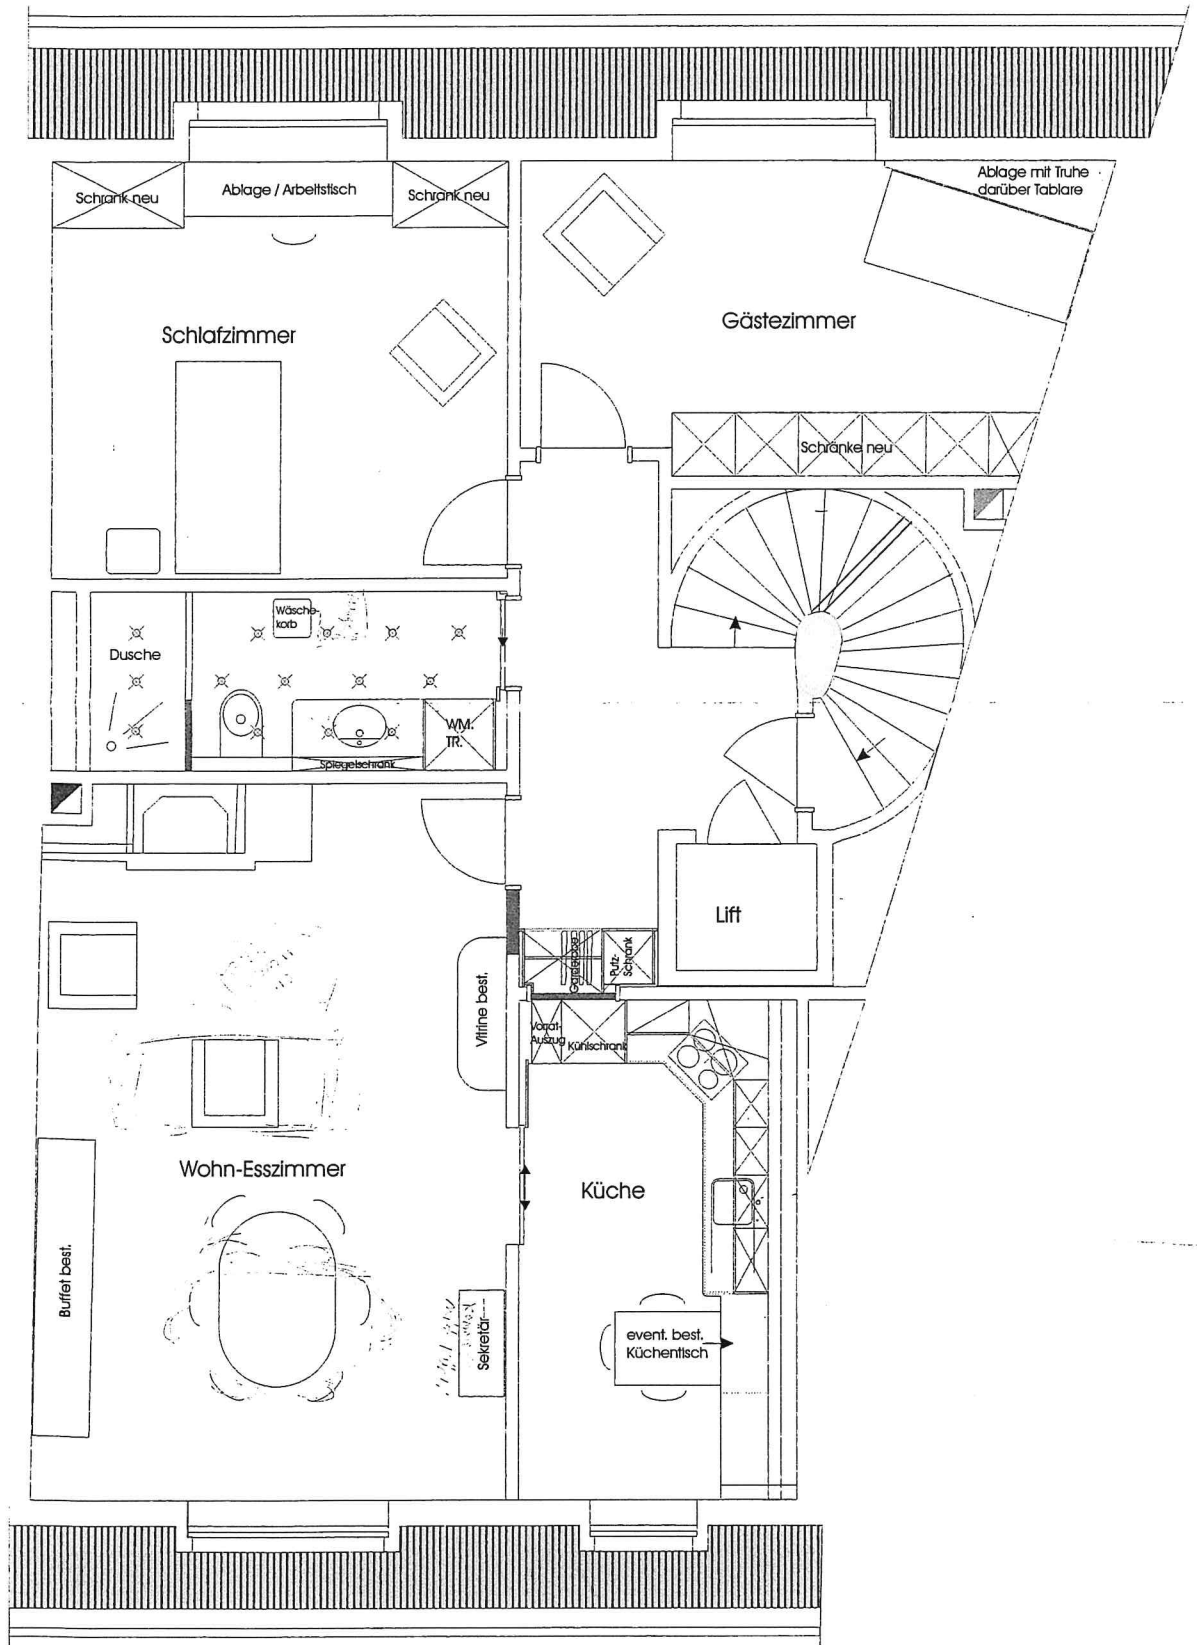 Schrank neu
Ablage / Arbeitstisch
Schrank neu
Ablage mit Truhe
darüber Tablare
Schlafzimmer
Gästezimmer
Schränke neu
Wäsche-
korb
Dusche
WM.
TR.
Spiegelschrank
Lift
Garderobe
Putz-
Schrank
Vitrine best.
Vorrat-
Auszug
Kühlschrank
Wohn-Esszimmer
Küche
Buffet best.
Sekretär
event. best.
Küchentisch